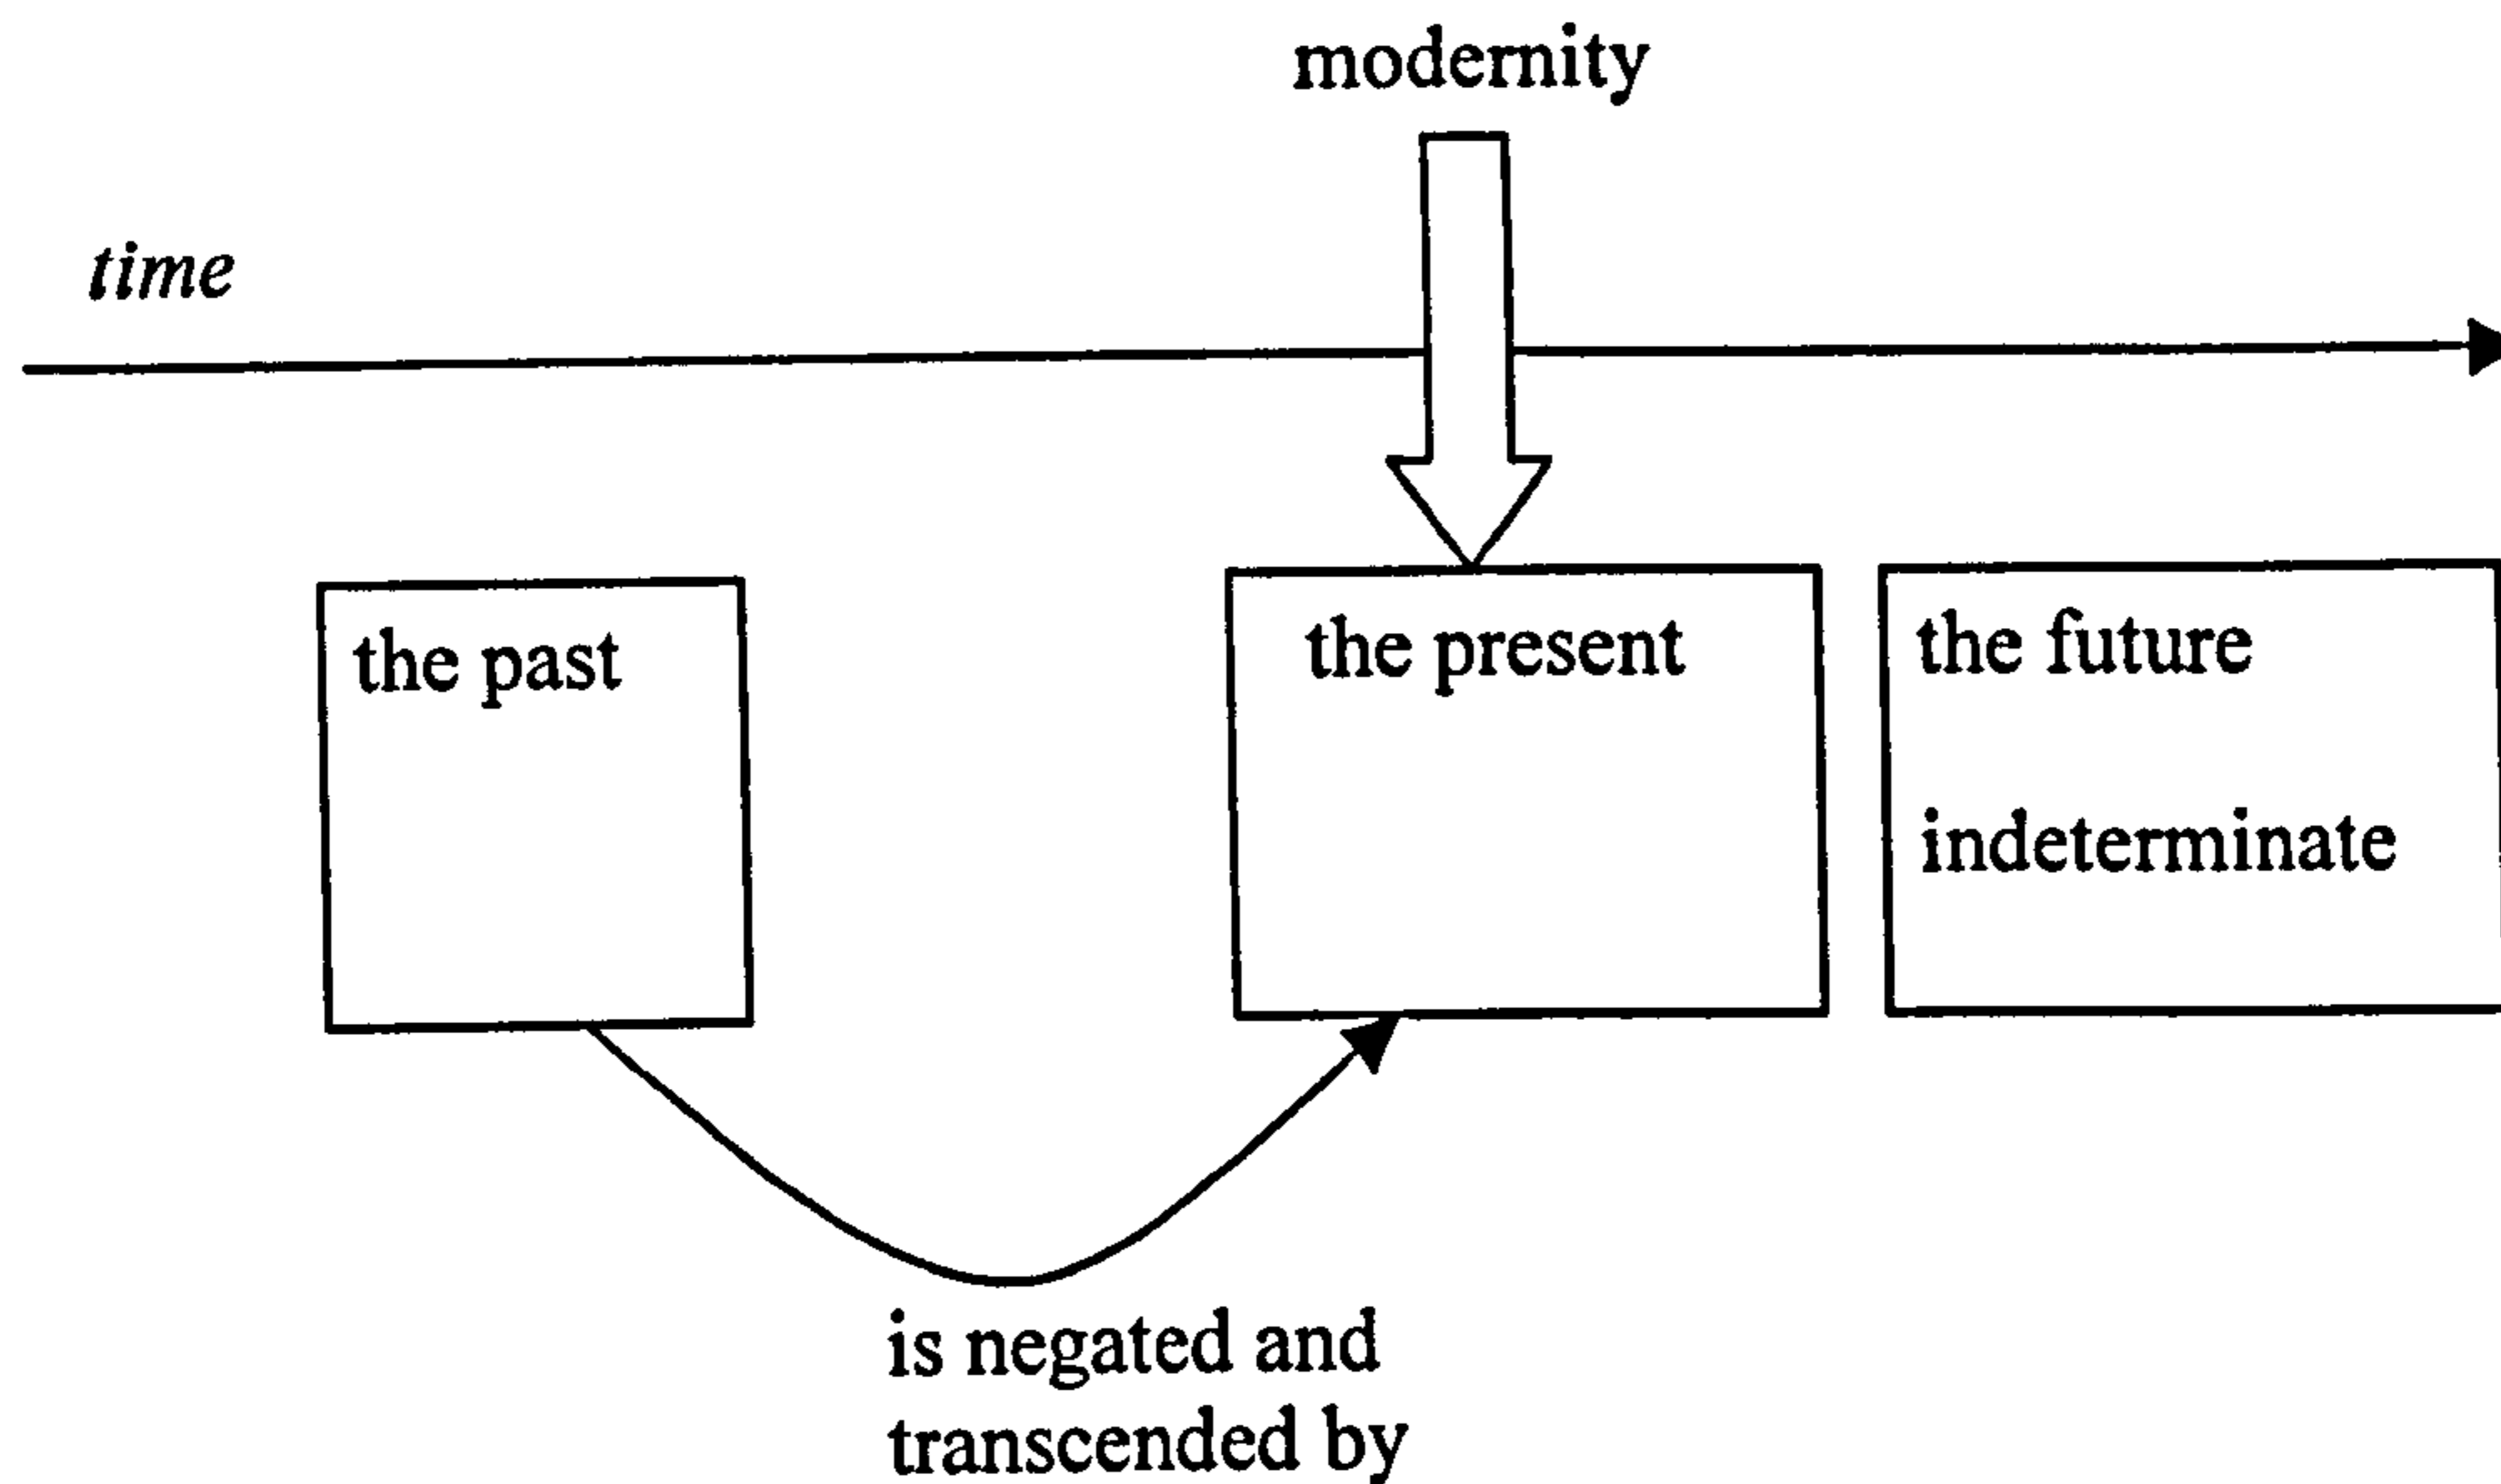 modernity
time
the past
the present
the future
indeterminate
is negated and
transcended by